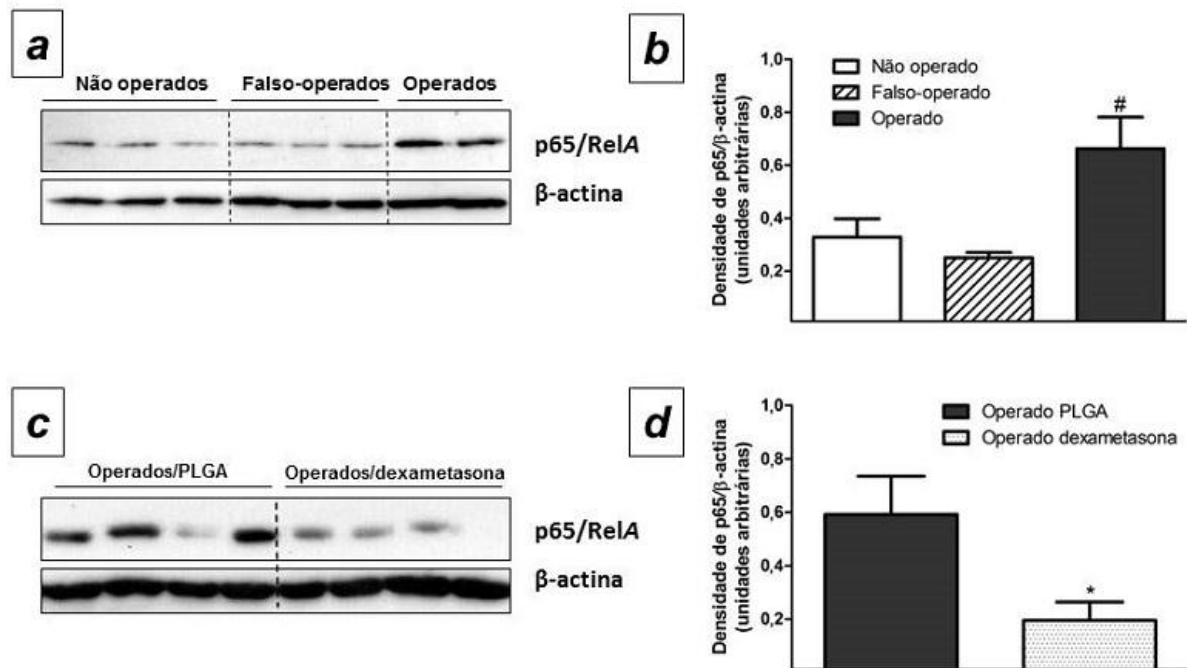 a
Não operados Falso-operados Operados
p65/RelA
β-actina
b
Não operado
Falso-operado
Operado
#
Densidade de p65/β-actina
(unidades arbitrárias)
1,0
0,8
0,6
0,4
0,2
c
Operados/PLGA Operados/dexametasona
p65/RelA
β-actina
d
Operado PLGA
Operado dexametasona
*
Densidade de p65/β-actina
(unidades arbitrárias)
1,0
0,8
0,6
0,4
0,2